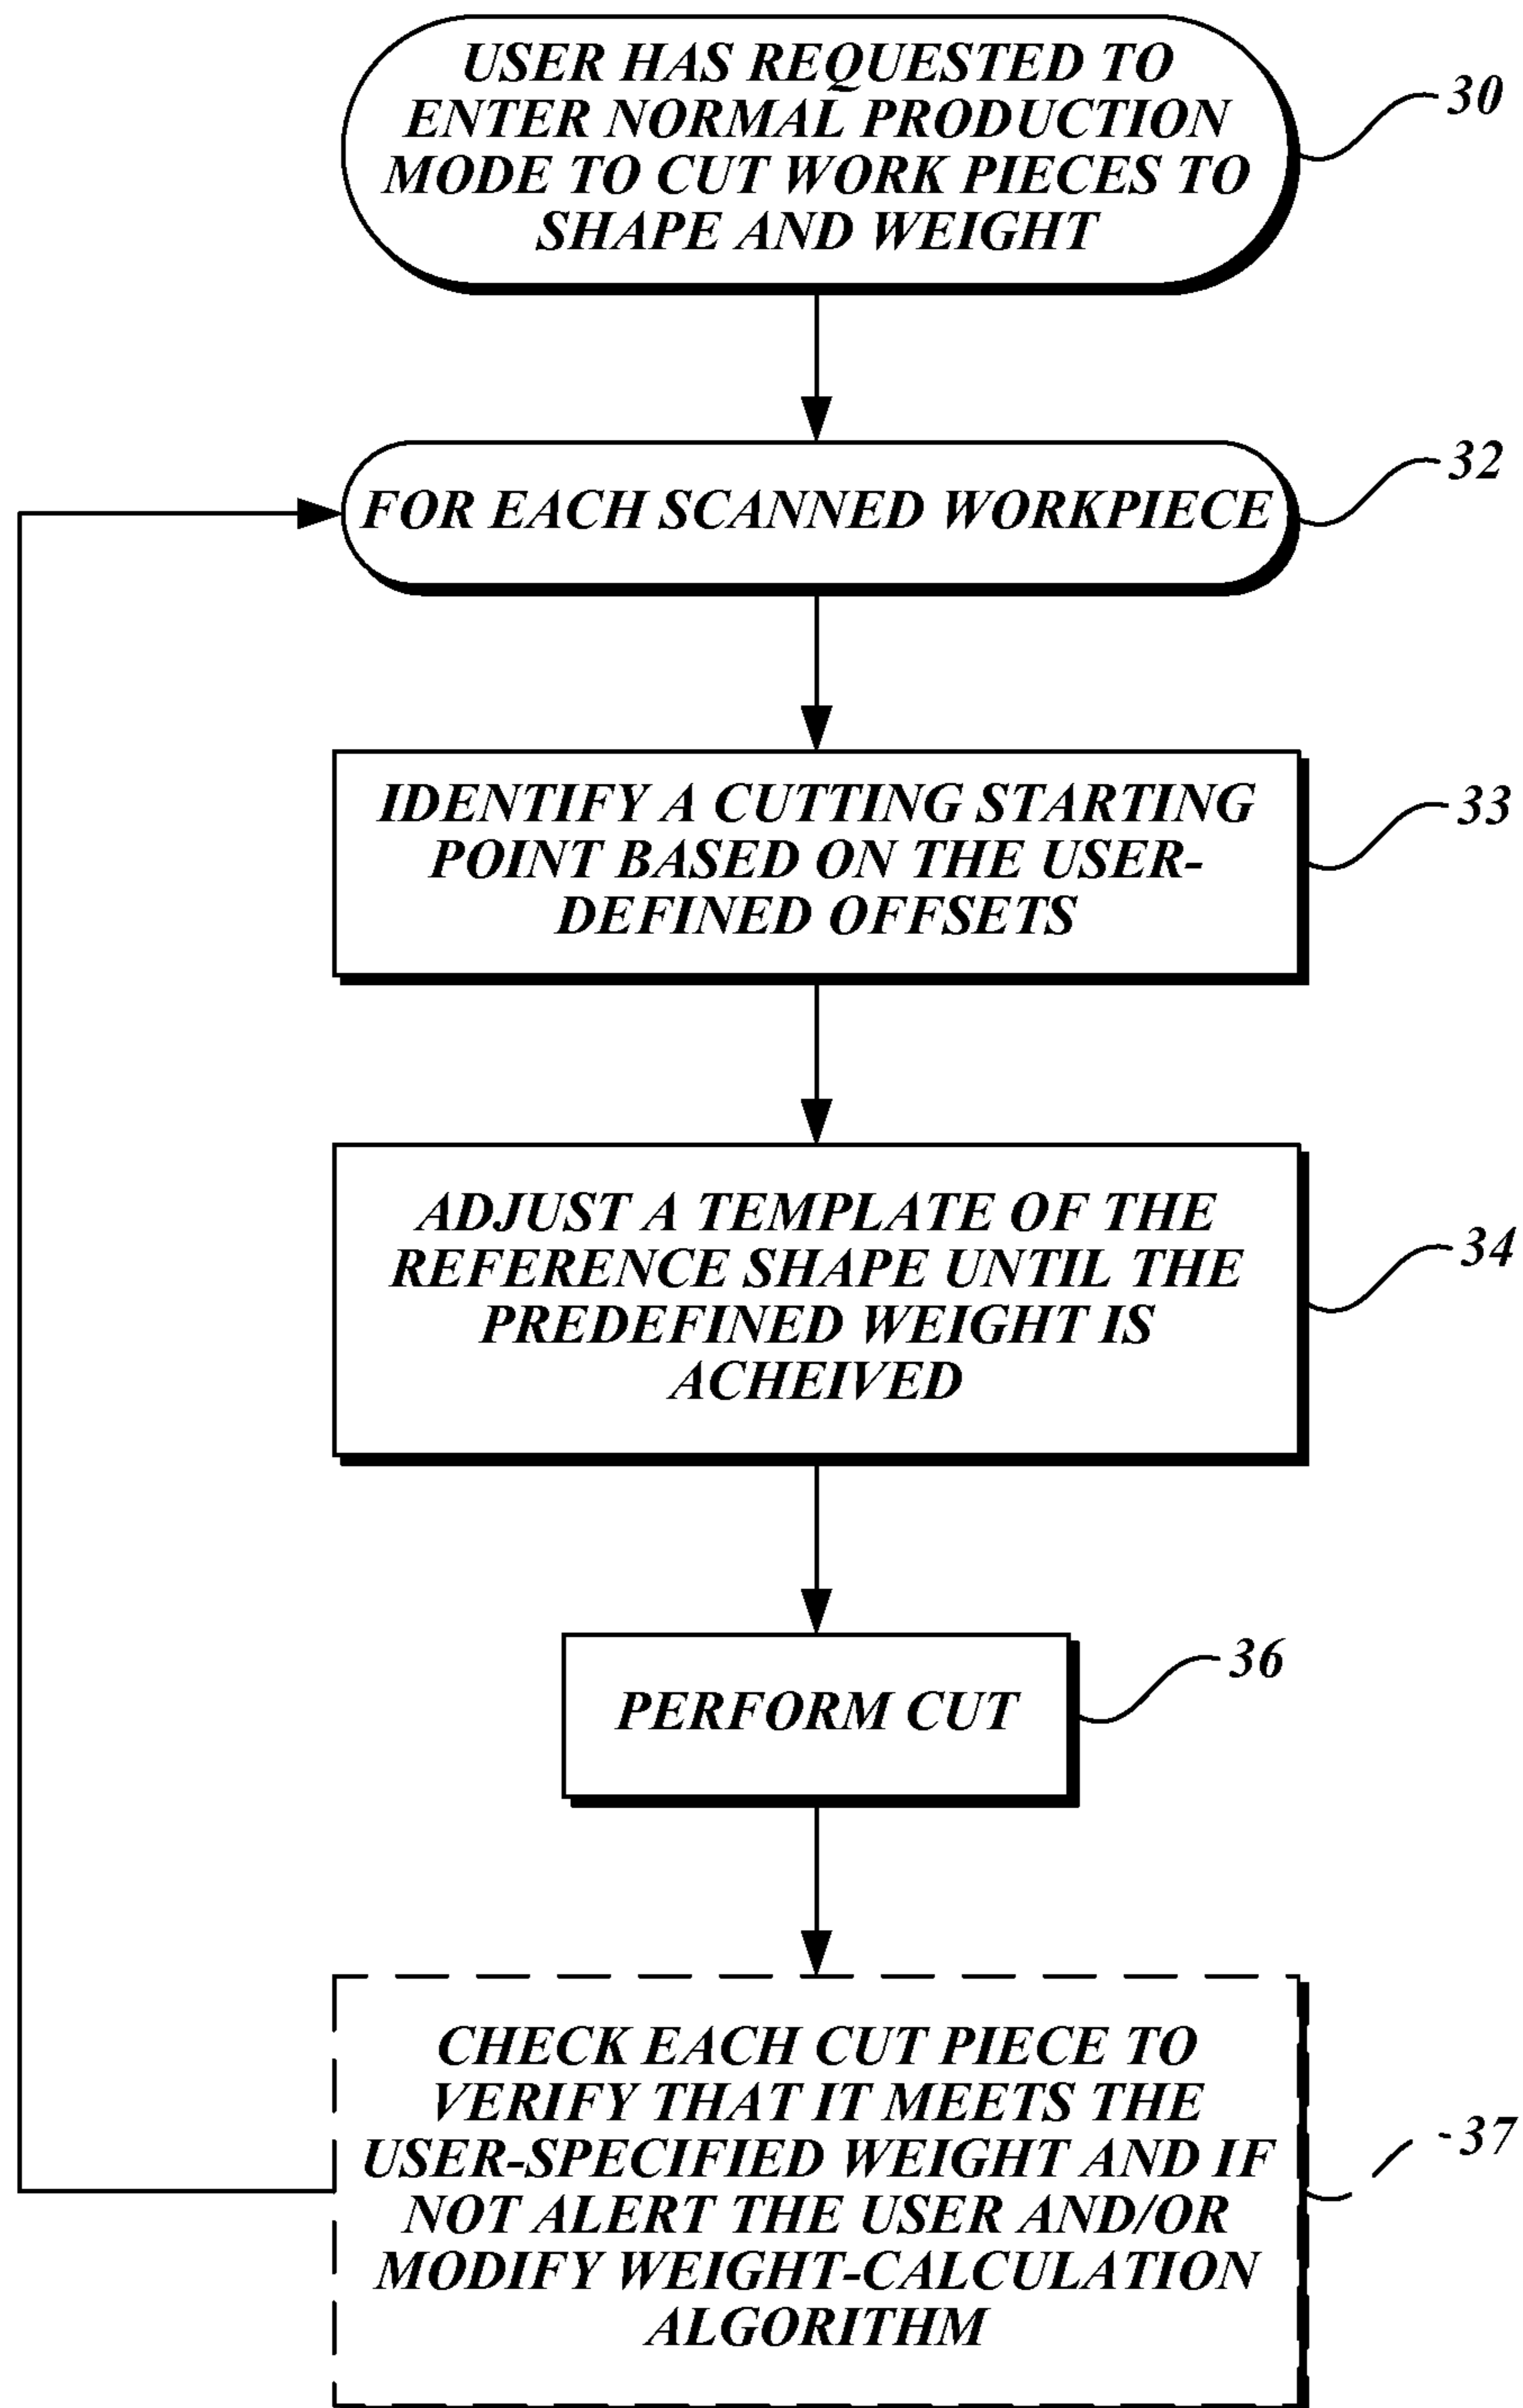 USER HAS REQUESTED TO
ENTER NORMAL PRODUCTION
MODE TO CUT WORK PIECES TO
SHAPE AND WEIGHT
30
FOR EACH SCANNED WORKPIECE
32
IDENTIFY A CUTTING STARTING
POINT BASED ON THE USER-
DEFINED OFFSETS
33
ADJUST A TEMPLATE OF THE
REFERENCE SHAPE UNTIL THE
PREDEFINED WEIGHT IS
ACHEIVED
34
PERFORM CUT
36
CHECK EACH CUT PIECE TO
VERIFY THAT IT MEETS THE
USER-SPECIFIED WEIGHT AND IF
NOT ALERT THE USER AND/OR
MODIFY WEIGHT-CALCULATION
ALGORITHM
37